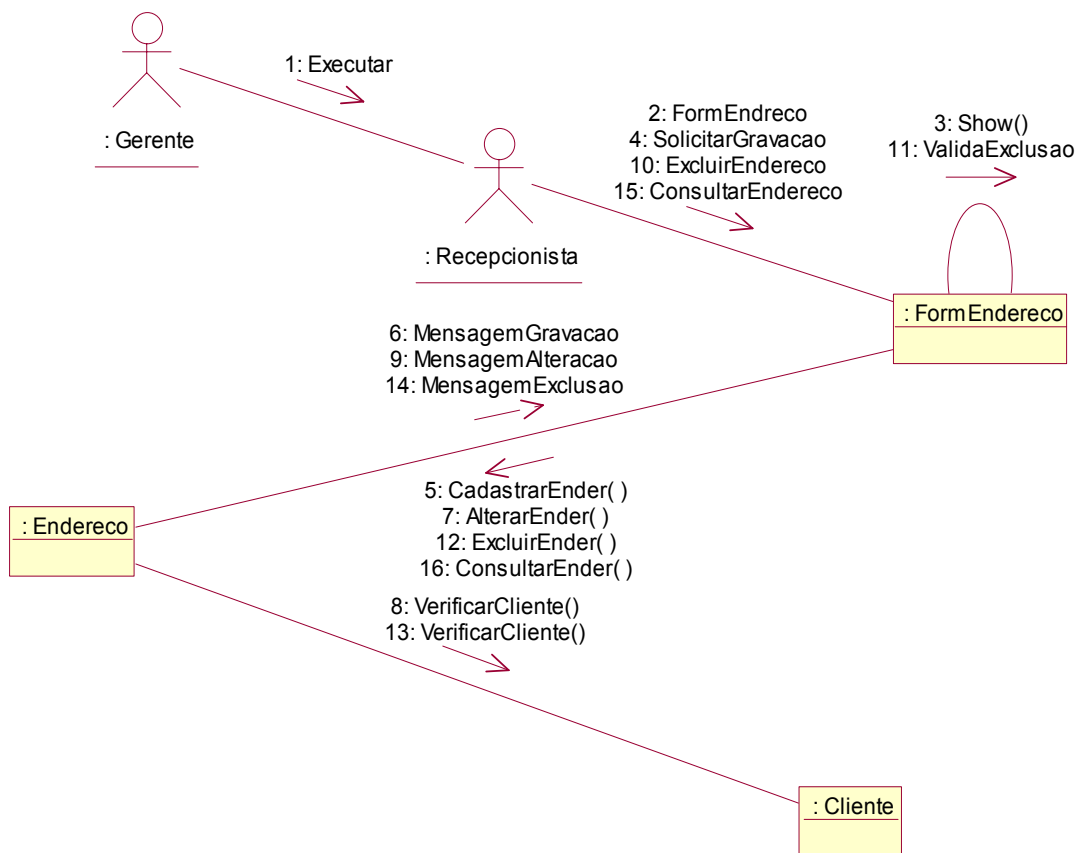 1: Executar
: Gerente
2: FormEndreco
4: SolicitarGravacao
10: ExcluirEndereco
15: ConsultarEndereco
3: Show()
11: ValidaExclusao
: Recepcionista
: FormEndereco
6: MensagemGravacao
9: MensagemAlteracao
14: MensagemExclusao
5: CadastrarEnder( )
7: AlterarEnder( )
12: ExcluirEnder( )
16: ConsultarEnder( )
: Endereco
8: VerificarCliente()
13: VerificarCliente()
: Cliente